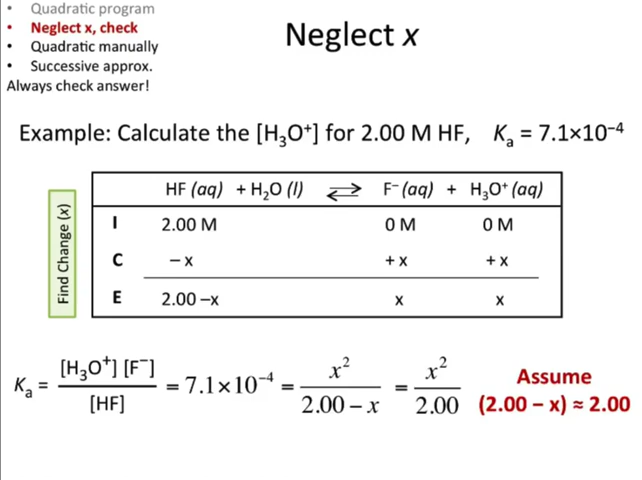 • Quadratic program
• Neglect x, check
• Quadratic manually
• Successive approx.
Always check answer!
Neglect x
Example: Calculate the [H₃O⁺] for 2.00 M HF, Kₐ = 7.1×10⁻⁴
Find Change (x)
HF (aq) + H₂O (l) ⇌ F⁻ (aq) + H₃O⁺ (aq)
I 2.00 M 0 M 0 M
C – x + x + x
E 2.00 –x x x
Kₐ = [H₃O⁺] [F⁻] / [HF] = 7.1×10⁻⁴ = x² / 2.00 – x = x² / 2.00
Assume
(2.00 – x) ≈ 2.00